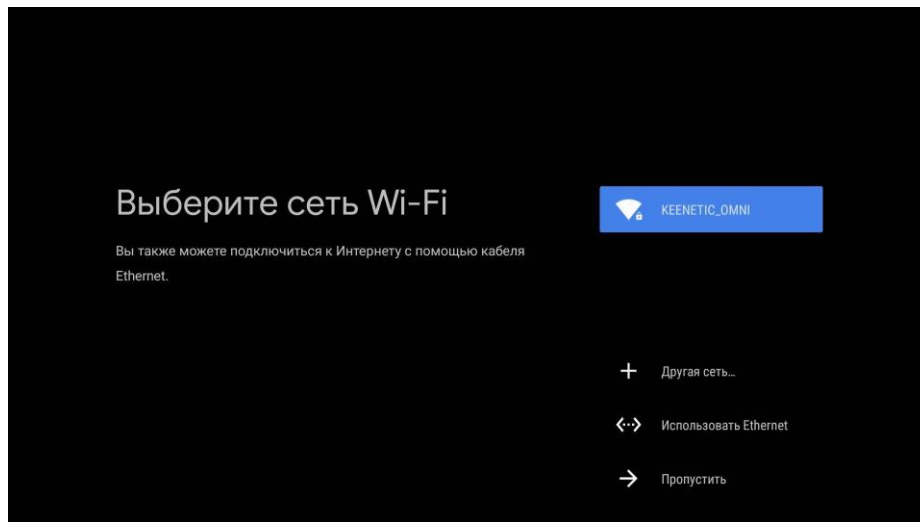 Выберите сеть Wi-Fi
Вы также можете подключиться к Интернету с помощью кабеля
Ethernet.
KEENETIC_OMNI
Другая сеть...
Использовать Ethernet
Пропустить